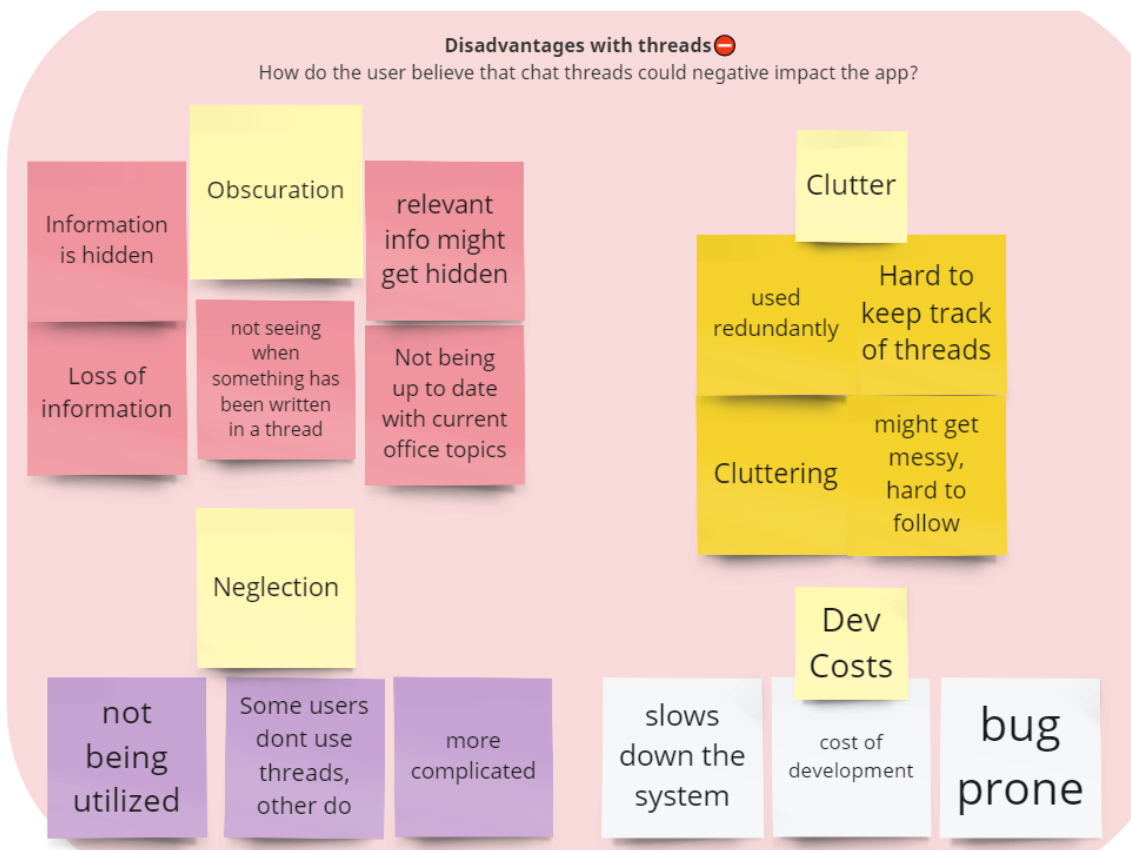 Disadvantages with threads⛔
How do the user believe that chat threads could negative impact the app?
Obscuration
Information
is hidden
relevant
info might
get hidden
Loss of
information
not seeing
when
something has
been written
in a thread
Not being
up to date
with current
office topics
Clutter
used
redundantly
Hard to
keep track
of threads
Cluttering
might get
messy,
hard to
follow
Neglection
not
being
utilized
Some users
dont use
threads,
other do
more
complicated
Dev
Costs
slows
down the
system
cost of
development
bug
prone